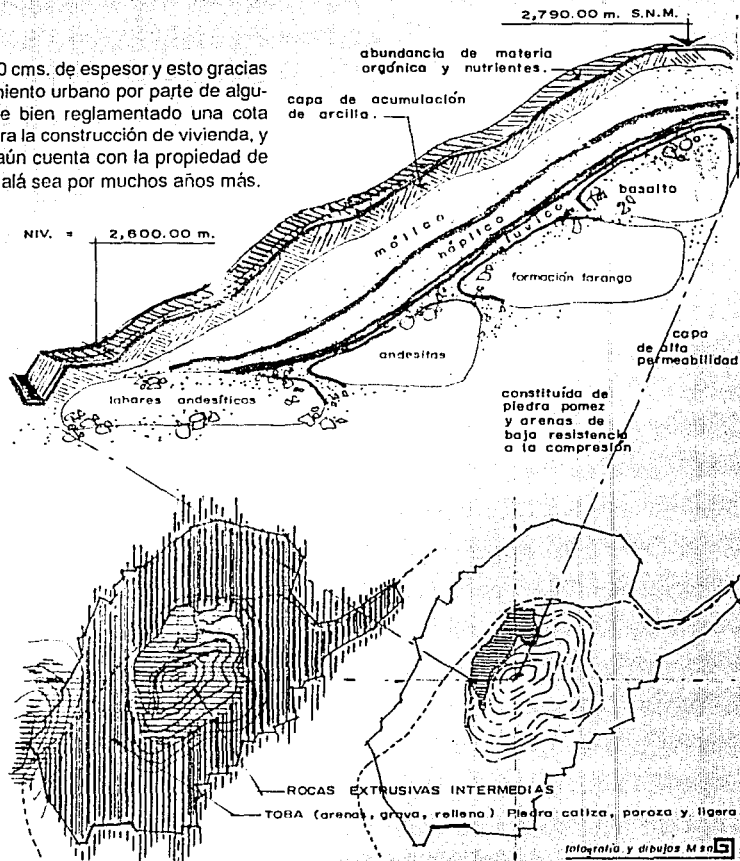 2,790.00 m. S.N.M.
0 cms. de espesor y esto gracias
miento urbano por parte de algu-
e bien reglamentado una cota
ra la construcción de vivienda, y
aún cuenta con la propiedad de
alá sea por muchos años más.
abundancia de materia
orgónica y nutrientes.
capa de acumulación
de arcilla.
NIV. = 2,600.00 m.
mólico
háplico
luvico
basalto
formación tarango
andesitas
lahares andesíticos
capa
de alta
permeabilidad
constituída de
piedra pomez
y arenas de
baja resistencia
a la compresión
ROCAS EXTRUSIVAS INTERMEDIAS
TOBA (arenas, grava, relleno) Piedra caliza, poroza y ligera
fotografía y dibujos M